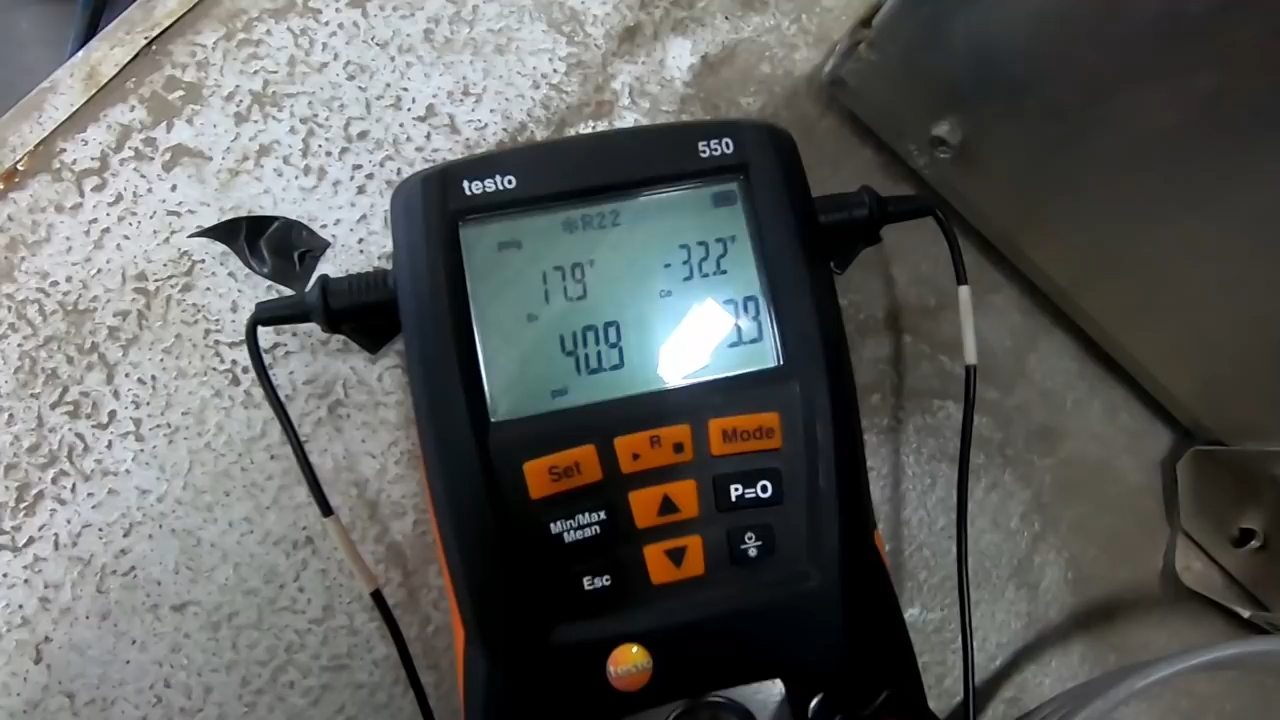 550
testo
❄R22
psig
17.9°F
-32.2°F
Ev
Co
40.9
psi
Set
R
Mode
Min/Max
Mean
P=O
Esc
testo